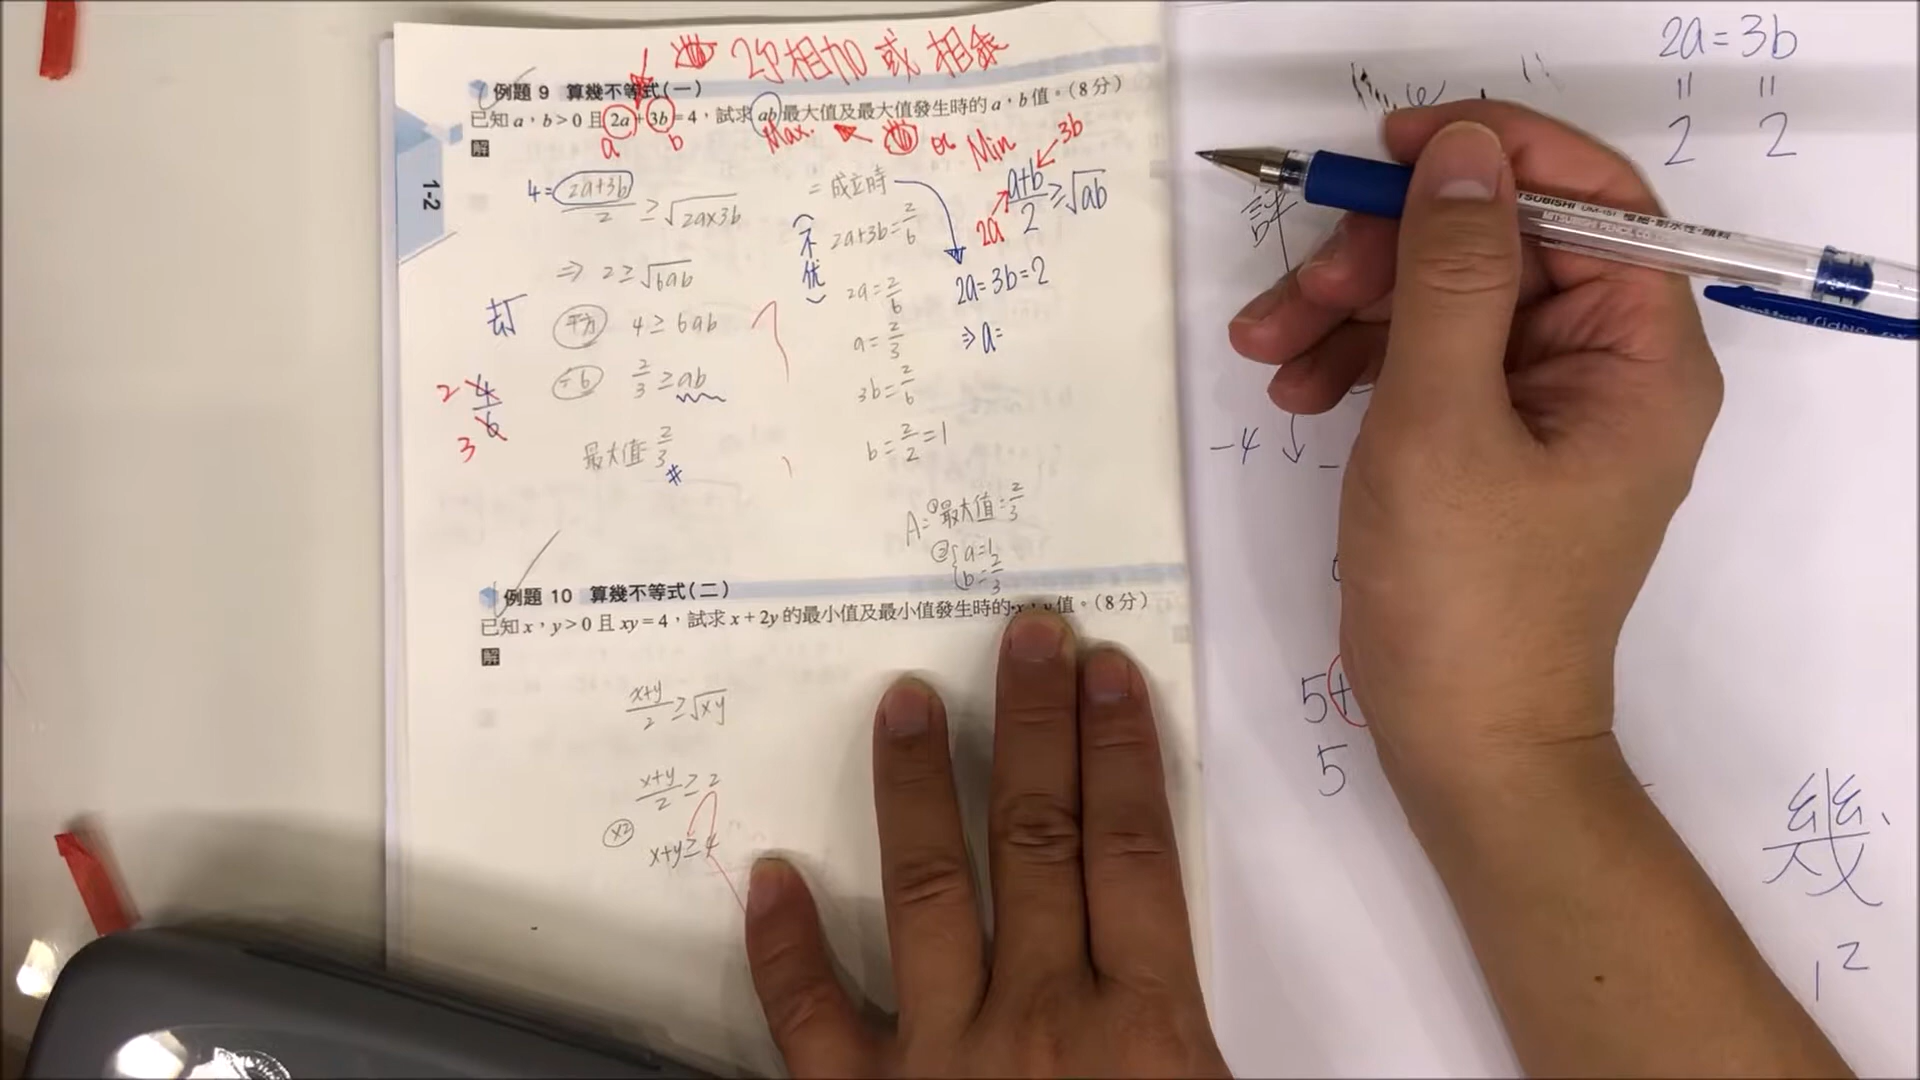 2項相加 或 相乘
例題 9 算幾不等式(一)
已知 a,b>0 且 2a+3b=4,試求 ab 最大值及最大值發生時的 a,b 值。(8 分)
a b Max. or Min
解
1-2
4=
(2a+3b)/2 ≥ √(2a×3b)
⇒ 2 ≥ √6ab
平方 4 ≥ 6ab
÷6 2/3 ≥ ab
2 4/6 3
最大值 2/3 #
= 成立時
2a+3b=2/6
2a=2/6
a=2/3
3b=2/6
b=2/2=1
3b
(a+b)/2 ≥ √ab
2a
2a=3b=2
⇒ a=
A: ①最大值:2/3
例題 10 算幾不等式(二)
已知 x,y>0 且 xy=4,試求 x+2y 的最小值及最小值發生時的 x,y 值。(8 分)
解
(x+y)/2 ≥ √xy
(x+y)/2 ≥ 2
×2 x+y ≥ 4
2a=3b
2 2
-4
5+
5
幾
12